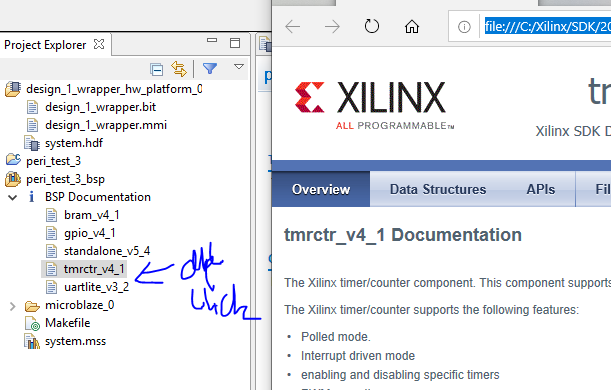 Project Explorer
design_1_wrapper_hw_platform_0
design_1_wrapper.bit
design_1_wrapper.mmi
system.hdf
peri_test_3
peri_test_3_bsp
BSP Documentation
bram_v4_1
gpio_v4_1
standalone_v5_4
tmrctr_v4_1
uartlite_v3_2
microblaze_0
Makefile
system.mss
click
file:///C:/Xilinx/SDK/20
XILINX
ALL PROGRAMMABLE™
tr
Xilinx SDK D
Overview Data Structures APIs Fil
tmrctr_v4_1 Documentation
The Xilinx timer/counter component. This component supports
The Xilinx timer/counter supports the following features:
• Polled mode.
• Interrupt driven mode
• enabling and disabling specific timers